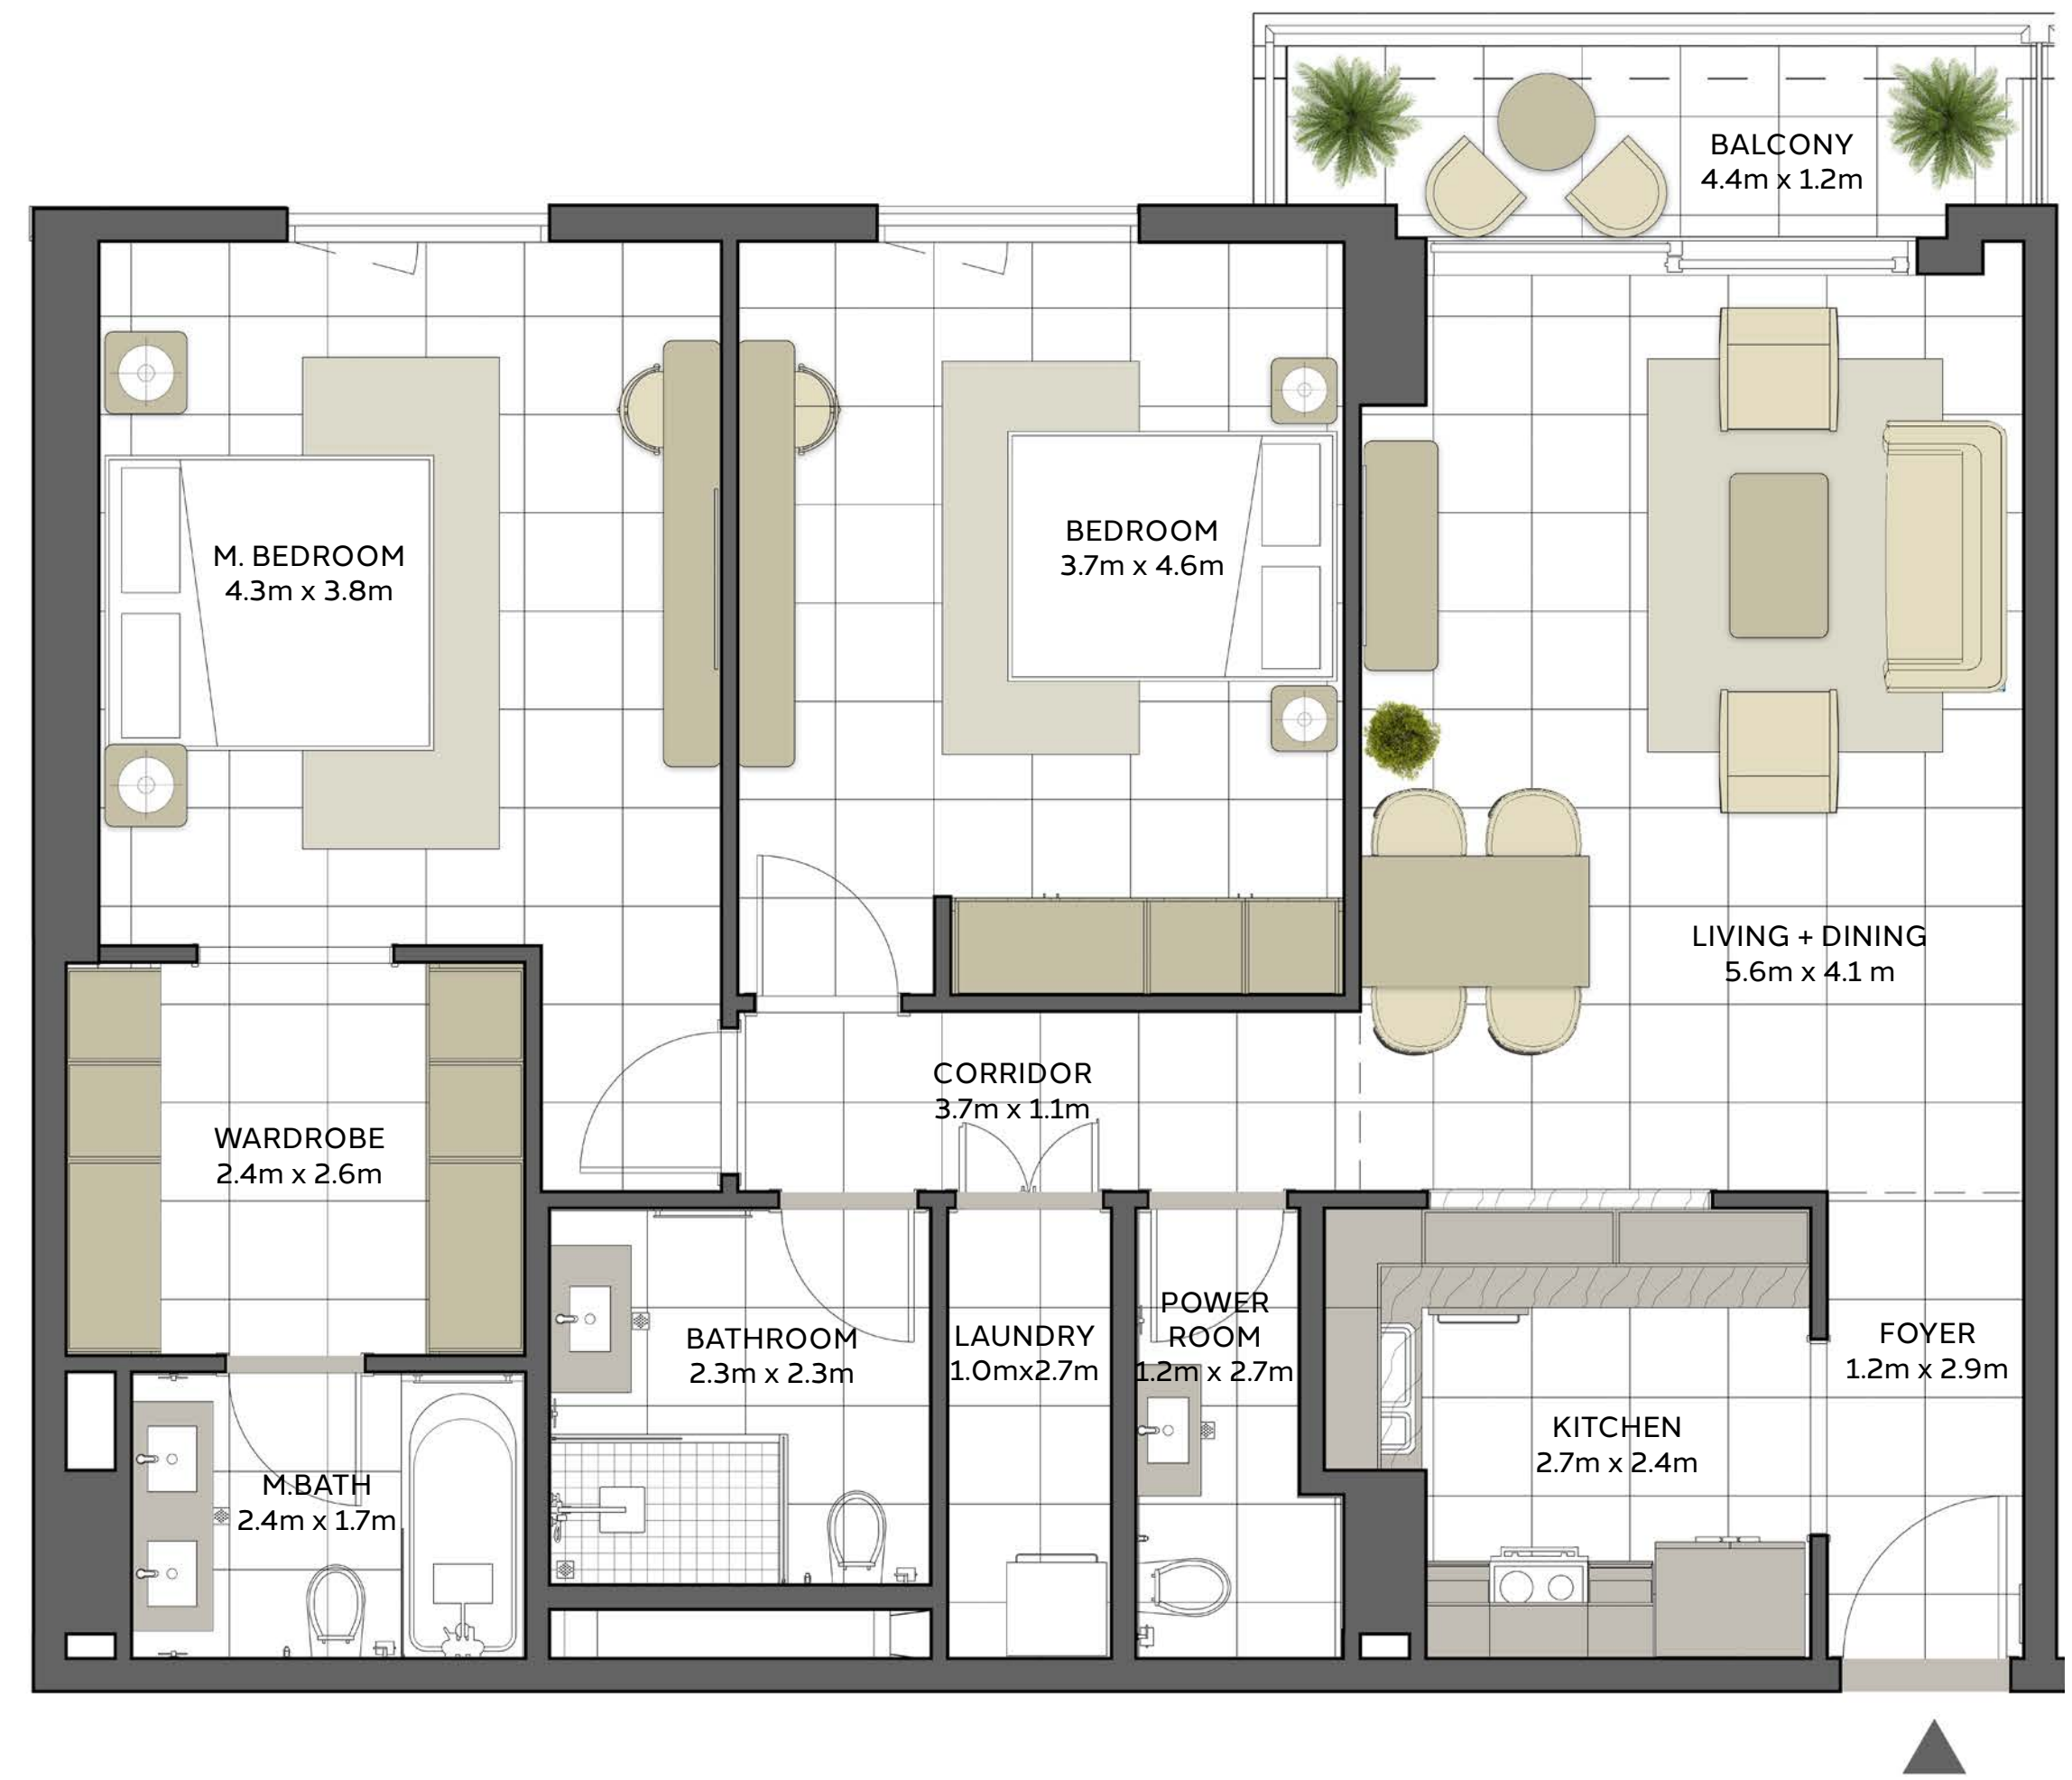 BALCONY
4.4m x 1.2m
M. BEDROOM
4.3m x 3.8m
BEDROOM
3.7m x 4.6m
LIVING + DINING
5.6m x 4.1 m
CORRIDOR
3.7m x 1.1m
WARDROBE
2.4m x 2.6m
BATHROOM
2.3m x 2.3m
LAUNDRY
1.0mx2.7m
POWER
ROOM
1.2m x 2.7m
FOYER
1.2m x 2.9m
KITCHEN
2.7m x 2.4m
M.BATH
2.4m x 1.7m